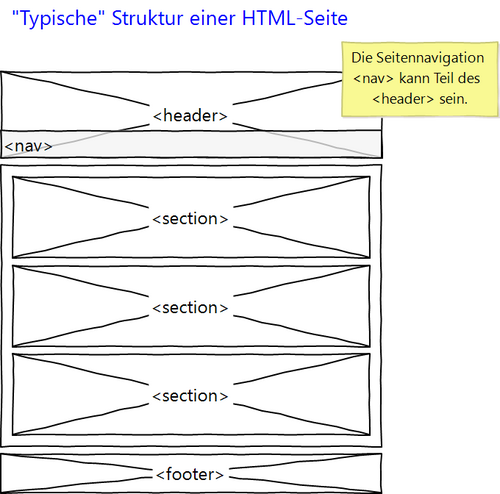 "Typische" Struktur einer HTML-Seite
Die Seitennavigation
<nav> kann Teil des
<header> sein.
<header>
<nav>
<section>
<section>
<section>
<footer>